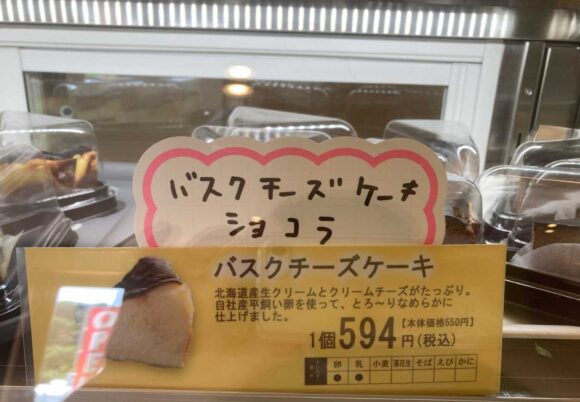 バスクチーズケーキ
ショコラ
バスクチーズケーキ
北海道産生クリームとクリームチーズがたっぷり。
自社産平飼い卵を使って、とろ～りなめらかに
仕上げました。
1個594円(税込)【本体価格550円】
卵 乳 小麦 落花生 そば えび かに
● ●
OPE